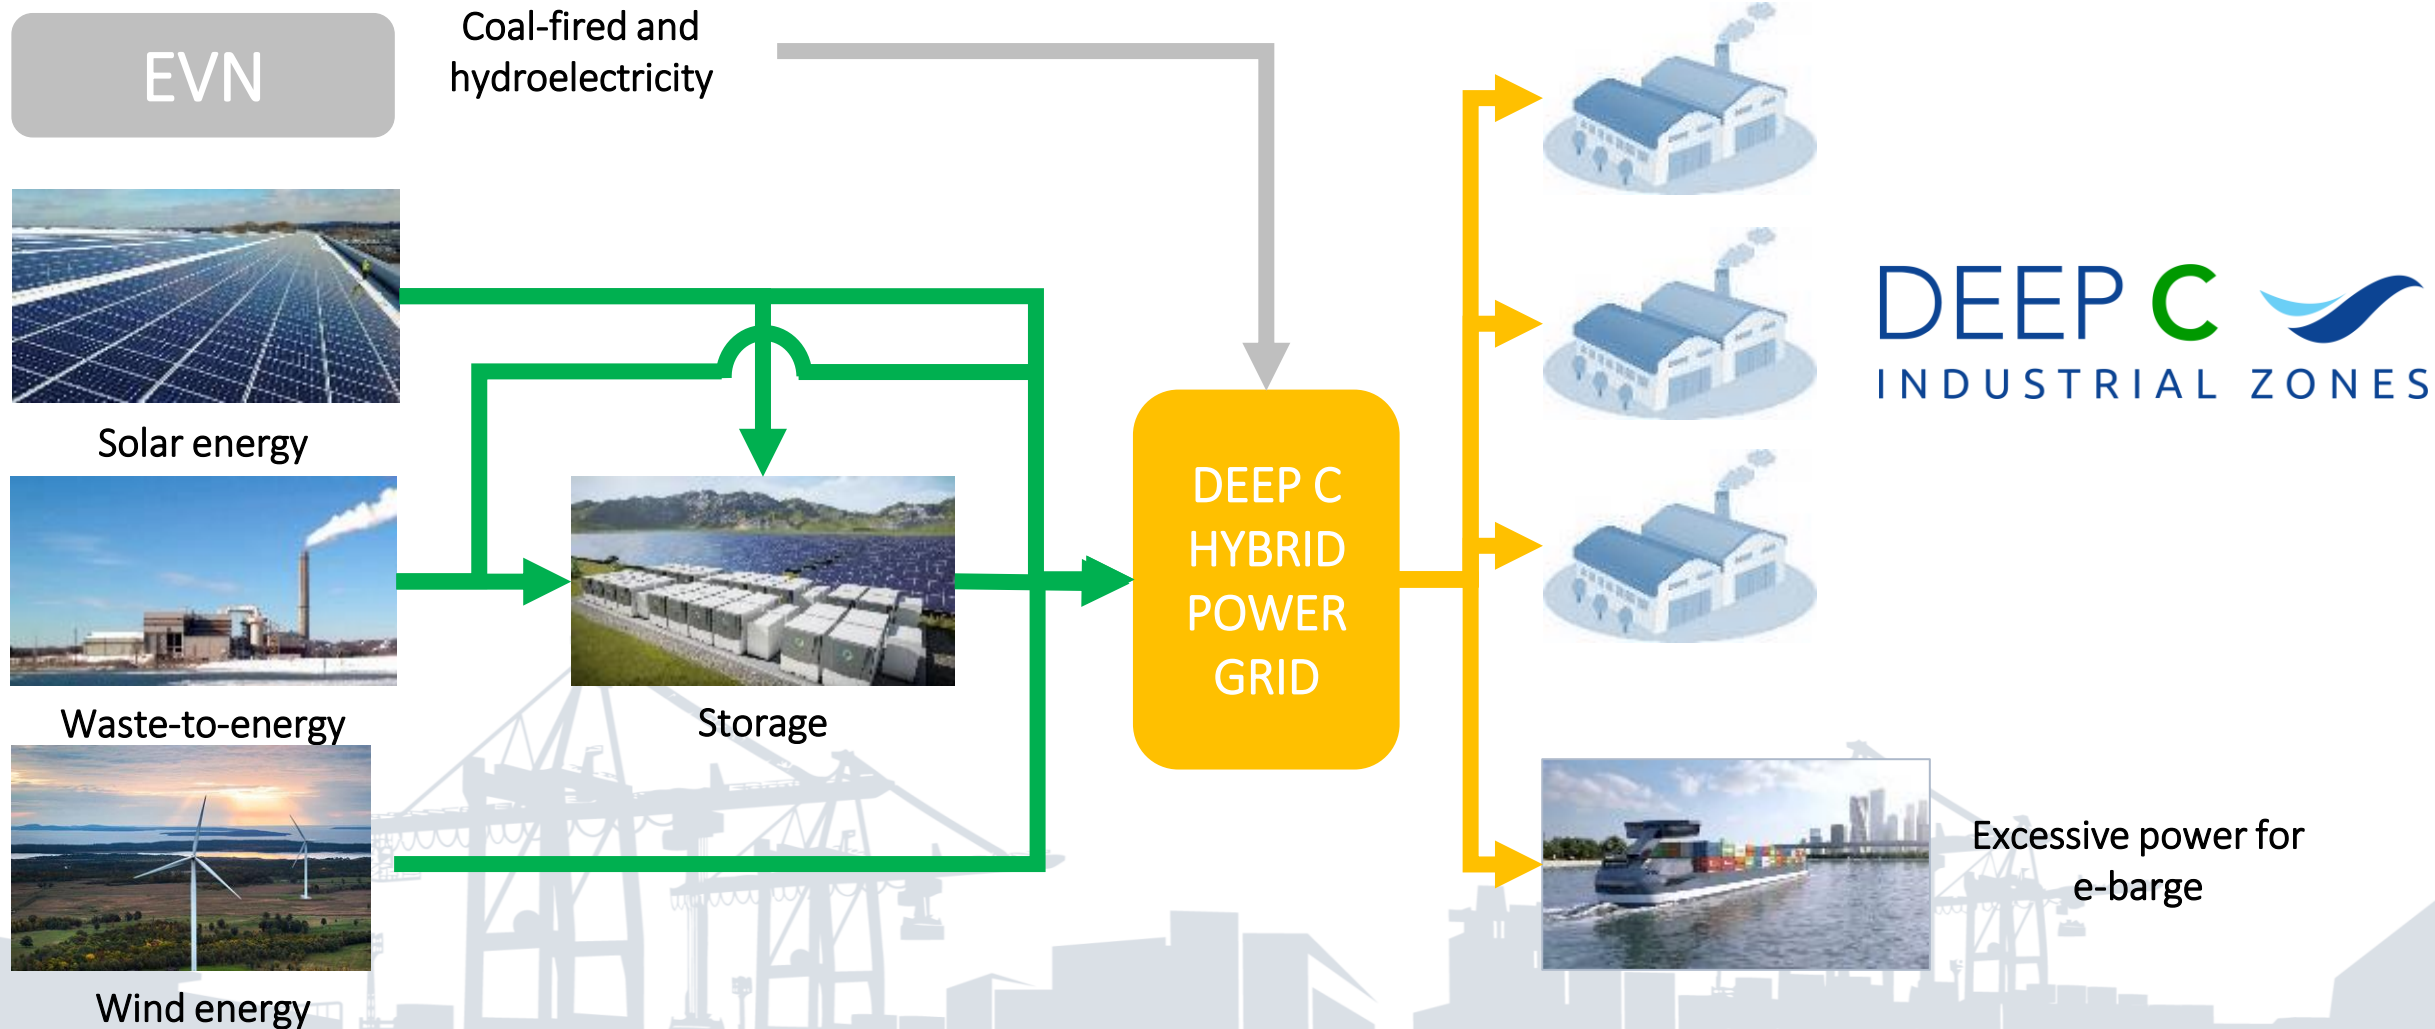 EVN
Coal-fired and
hydroelectricity
Solar energy
Waste-to-energy
Storage
Wind energy
DEEP C
HYBRID
POWER
GRID
DEEP C
INDUSTRIAL ZONES
Excessive power for
e-barge